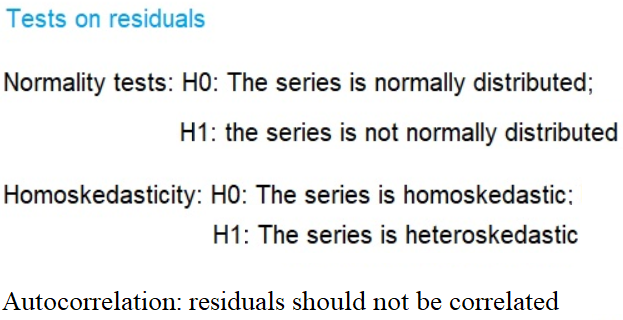 Tests on residuals
Normality tests: H0: The series is normally distributed;
H1: the series is not normally distributed
Homoskedasticity: H0: The series is homoskedastic;
H1: The series is heteroskedastic
Autocorrelation: residuals should not be correlated